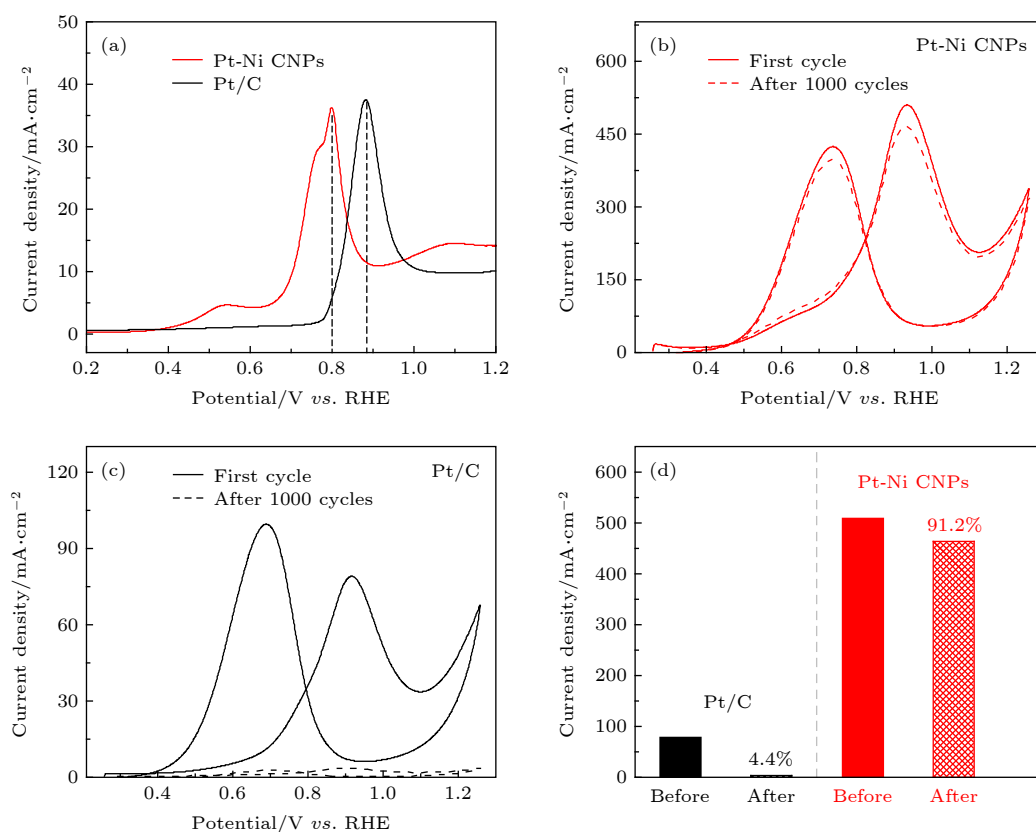 (a)
Pt-Ni CNPs
Pt/C
Current density/mA·cm⁻²
50
40
30
20
10
0
0.2 0.4 0.6 0.8 1.0 1.2
Potential/V vs. RHE
(b)
Pt-Ni CNPs
First cycle
After 1000 cycles
Current density/mA·cm⁻²
600
450
300
150
0
0.4 0.6 0.8 1.0 1.2
Potential/V vs. RHE
(c)
Pt/C
First cycle
After 1000 cycles
Current density/mA·cm⁻²
120
90
60
30
0
0.4 0.6 0.8 1.0 1.2
Potential/V vs. RHE
(d)
Pt-Ni CNPs
91.2%
Pt/C
4.4%
Current density/mA·cm⁻²
600
500
400
300
200
100
0
Before After Before After